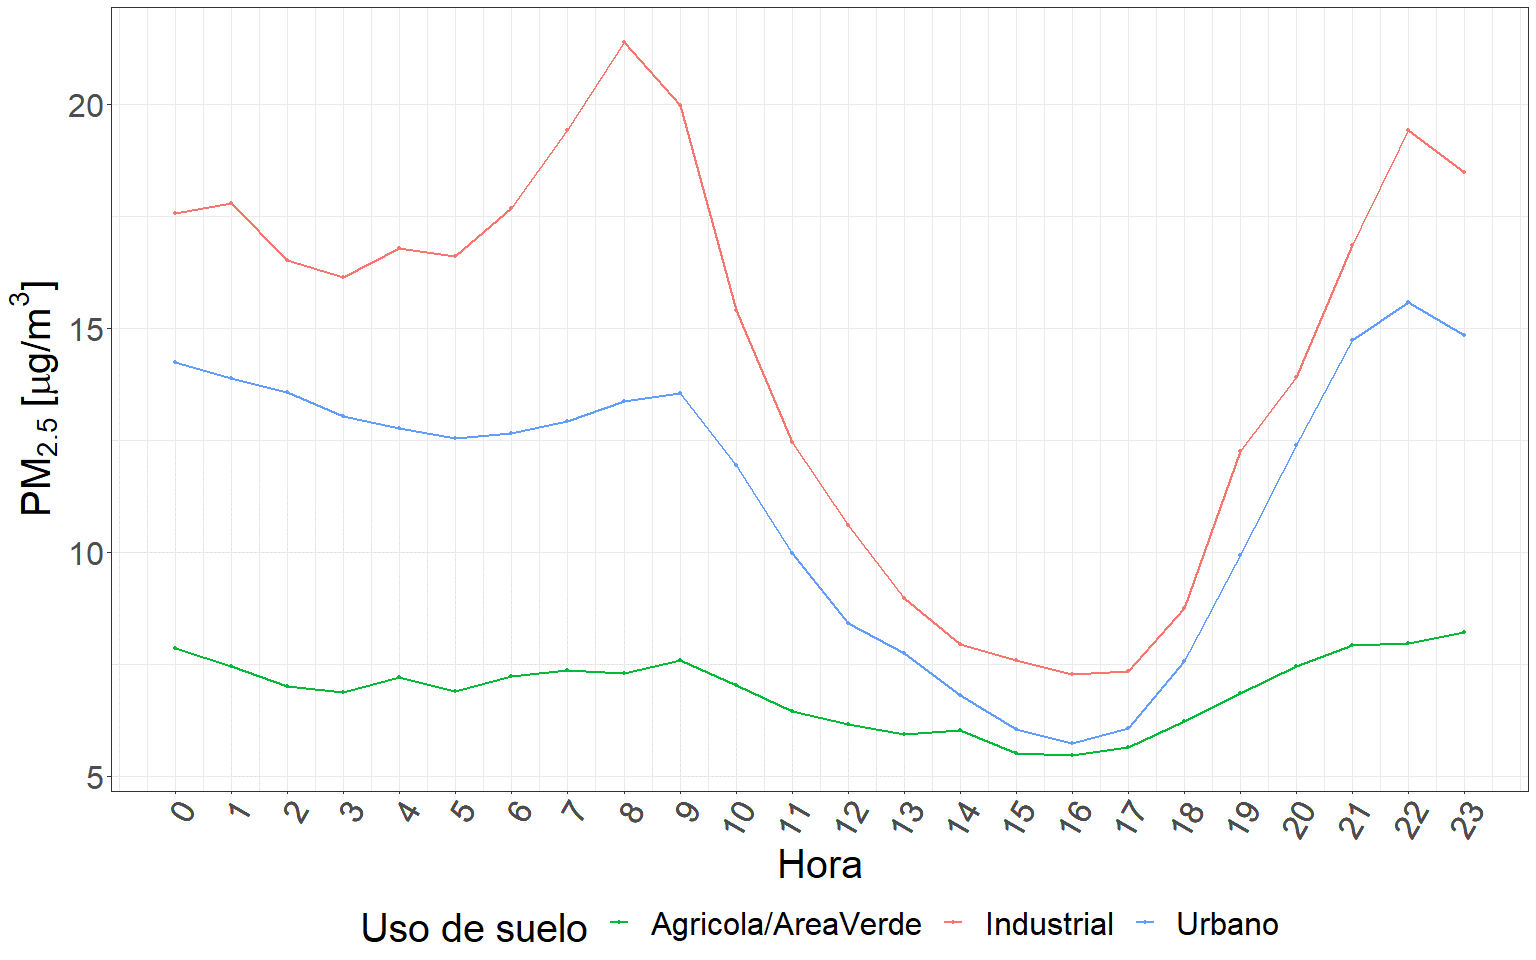 20
15
10
5
PM2.5 [µg/m3]
0 1 2 3 4 5 6 7 8 9 10 11 12 13 14 15 16 17 18 19 20 21 22 23
Hora
Uso de suelo Agricola/AreaVerde Industrial Urbano